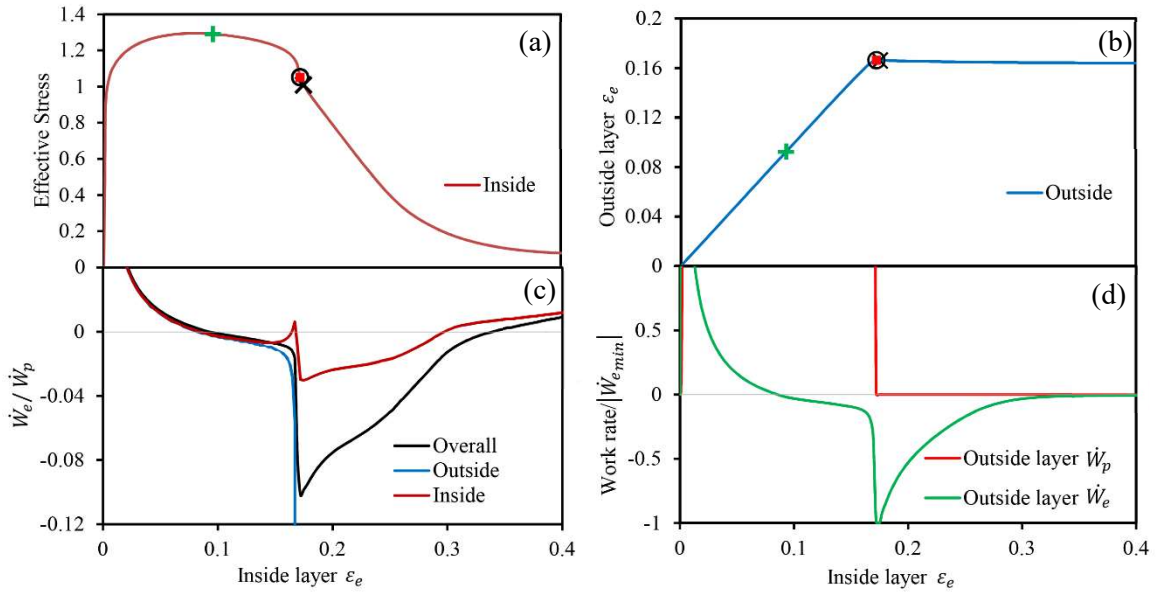 1.4
1.2
1
0.8
0.6
0.4
0.2
0
Effective Stress
(a)
Inside
0.2
0.16
0.12
0.08
0.04
0
Outside layer εₑ
(b)
Outside
0
-0.04
-0.08
-0.12
Ẇₑ/Ẇₚ
(c)
Overall
Outside
Inside
0
0.1
0.2
0.3
0.4
Inside layer εₑ
0.5
0
-0.5
-1
Work rate/|Ẇₑₘᵢₙ|
(d)
Outside layer Ẇₚ
Outside layer Ẇₑ
0
0.1
0.2
0.3
0.4
Inside layer εₑ